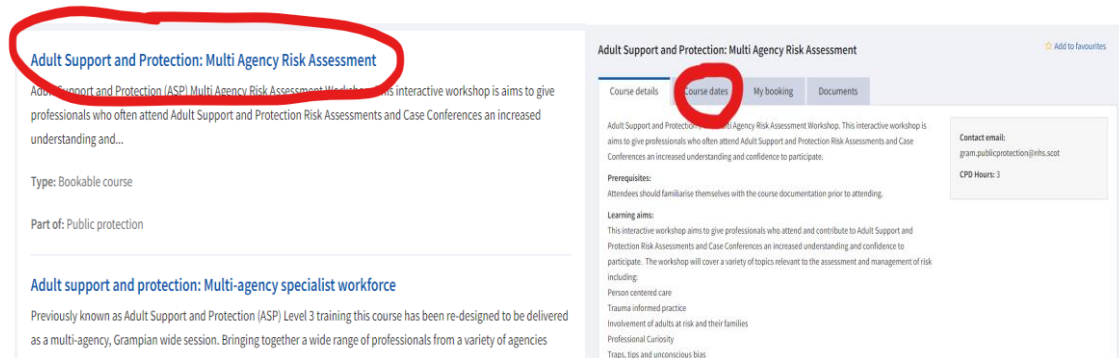 Adult Support and Protection: Multi Agency Risk Assessment
Adult Support and Protection (ASP) Multi Agency Risk Assessment Workshop. This interactive workshop is aims to give
professionals who often attend Adult Support and Protection Risk Assessments and Case Conferences an increased
understanding and...
Type: Bookable course
Part of: Public protection
Adult support and protection: Multi-agency specialist workforce
Previously known as Adult Support and Protection (ASP) Level 3 training this course has been re-designed to be delivered
as a multi-agency, Grampian wide session. Bringing together a wide range of professionals from a variety of agencies
Adult Support and Protection: Multi Agency Risk Assessment
Add to favourites
Course details
Course dates
My booking
Documents
Adult Support and Protection Multi Agency Risk Assessment Workshop. This interactive workshop is
aims to give professionals who often attend Adult Support and Protection Risk Assessments and Case
Conferences an increased understanding and confidence to participate.
Prerequisites:
Attendees should familiarise themselves with the course documentation prior to attending.
Learning aims:
This interactive workshop aims to give professionals who attend and contribute to Adult Support and
Protection Risk Assessments and Case Conferences an increased understanding and confidence to
participate. The workshop will cover a variety of topics relevant to the assessment and management of risk
including:
Person centered care
Trauma informed practice
Involvement of adults at risk and their families
Professional Curiosity
Traps, tips and unconscious bias
Contact email:
gram.publicprotection@nhs.scot
CPD Hours: 3